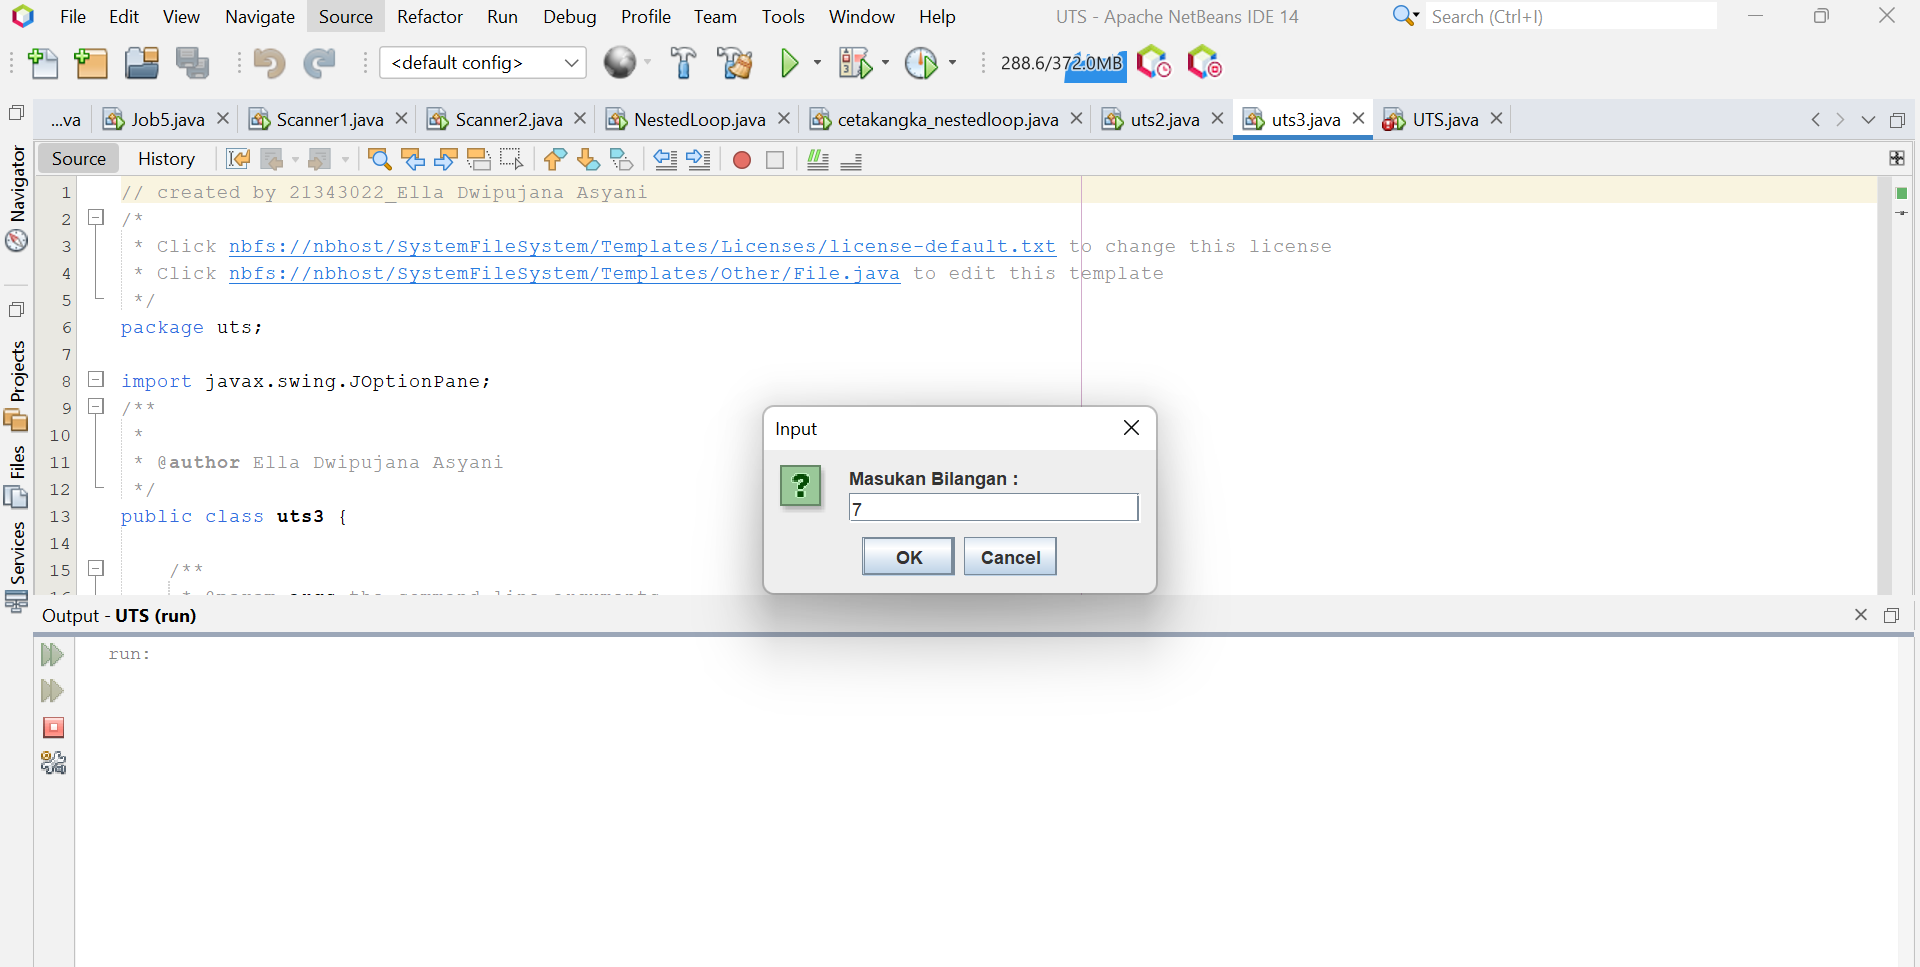 File Edit View Navigate Source Refactor Run Debug Profile Team Tools Window Help
UTS - Apache NetBeans IDE 14
Search (Ctrl+I)
<default config>
288.6/372.0MB
...va Job5.java Scanner1.java Scanner2.java NestedLoop.java cetakangka_nestedloop.java uts2.java uts3.java UTS.java
Source History
Navigator
Projects
Files
Services
1 // created by 21343022_Ella Dwipujana Asyani
2 /*
3 * Click nbfs://nbhost/SystemFileSystem/Templates/Licenses/license-default.txt to change this license
4 * Click nbfs://nbhost/SystemFileSystem/Templates/Other/File.java to edit this template
5 */
6 package uts;
7
8 import javax.swing.JOptionPane;
9 /**
10 *
11 * @author Ella Dwipujana Asyani
12 */
13 public class uts3 {
14
15 /**
Input
Masukan Bilangan :
7
OK Cancel
Output - UTS (run)
run: